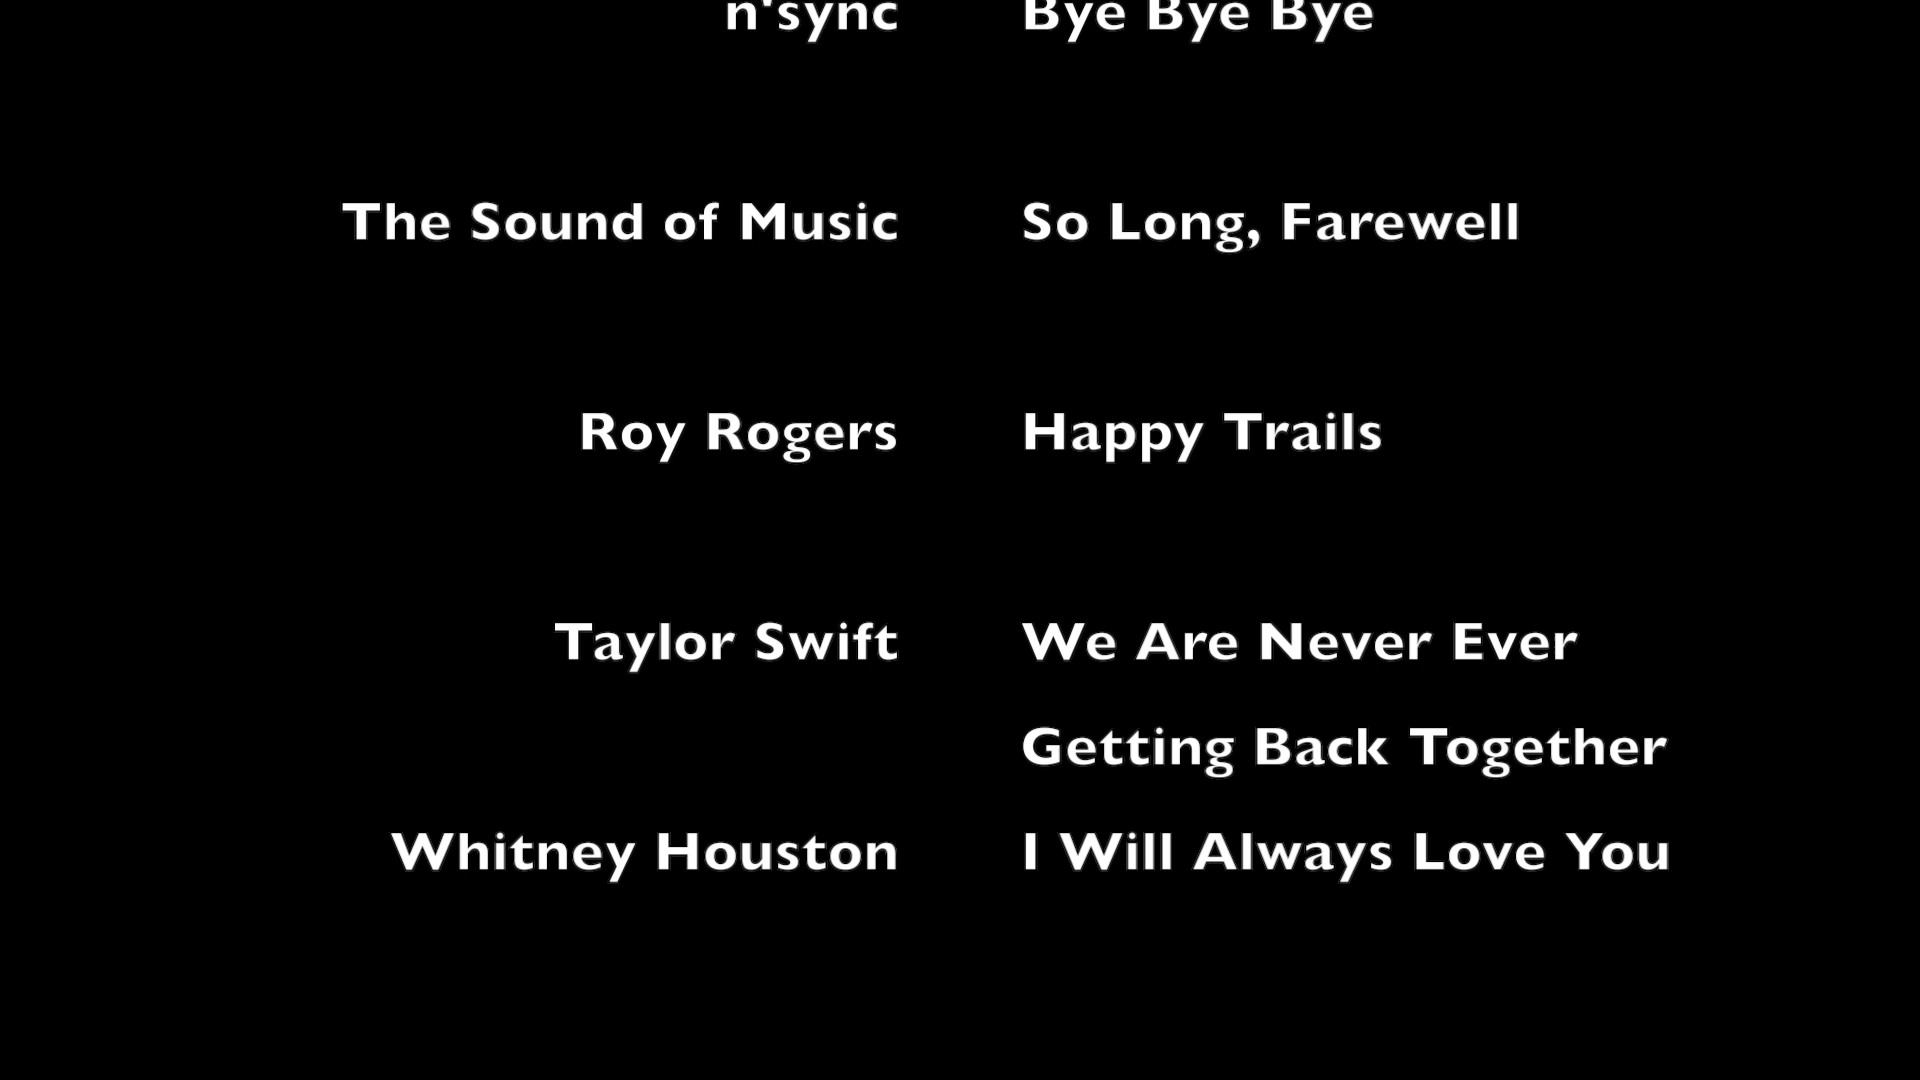 n'sync Bye Bye Bye
The Sound of Music So Long, Farewell
Roy Rogers Happy Trails
Taylor Swift We Are Never Ever
Getting Back Together
Whitney Houston I Will Always Love You